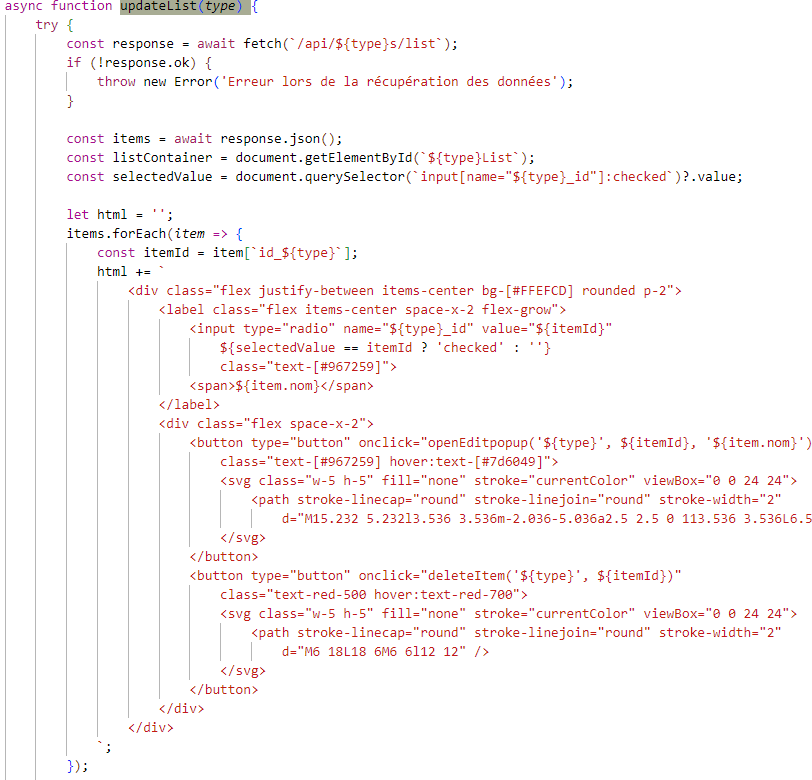 async function updateList(type) {
try {
const response = await fetch(`/api/${type}s/list`);
if (!response.ok) {
throw new Error('Erreur lors de la récupération des données');
}
const items = await response.json();
const listContainer = document.getElementById(`${type}List`);
const selectedValue = document.querySelector(`input[name="${type}_id"]:checked`)?.value;
let html = '';
items.forEach(item => {
const itemId = item[`id_${type}`];
html += `
<div class="flex justify-between items-center bg-[#FFEFCD] rounded p-2">
<label class="flex items-center space-x-2 flex-grow">
<input type="radio" name="${type}_id" value="${itemId}"
${selectedValue == itemId ? 'checked' : ''}
class="text-[#967259]">
<span>${item.nom}</span>
</label>
<div class="flex space-x-2">
<button type="button" onclick="openEditpopup('${type}', ${itemId}, '${item.nom}')
class="text-[#967259] hover:text-[#7d6049]">
<svg class="w-5 h-5" fill="none" stroke="currentColor" viewBox="0 0 24 24">
<path stroke-linecap="round" stroke-linejoin="round" stroke-width="2"
d="M15.232 5.232l3.536 3.536m-2.036-5.036a2.5 2.5 0 113.536 3.536L6.5
</svg>
</button>
<button type="button" onclick="deleteItem('${type}', ${itemId})"
class="text-red-500 hover:text-red-700">
<svg class="w-5 h-5" fill="none" stroke="currentColor" viewBox="0 0 24 24">
<path stroke-linecap="round" stroke-linejoin="round" stroke-width="2"
d="M6 18L18 6M6 6l12 12" />
</svg>
</button>
</div>
</div>
`;
});